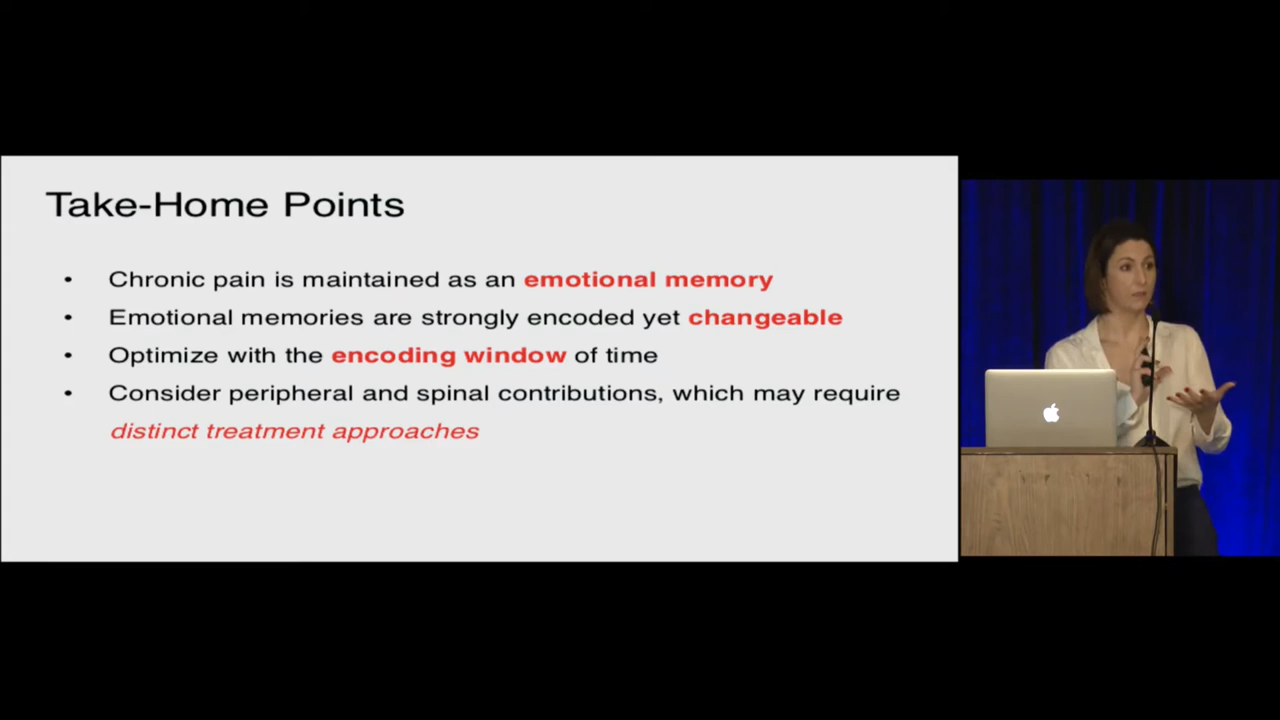 Take-Home Points
• Chronic pain is maintained as an emotional memory
• Emotional memories are strongly encoded yet changeable
• Optimize with the encoding window of time
• Consider peripheral and spinal contributions, which may require
distinct treatment approaches